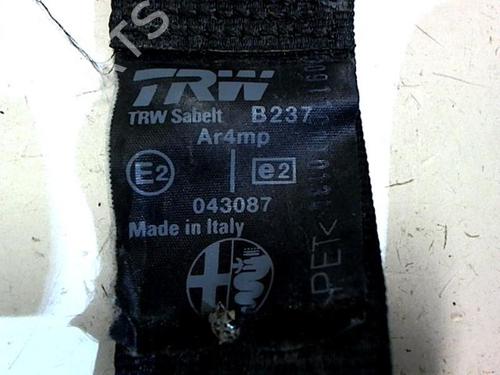 TRW
TRW Sabelt B237
Ar4mp
E2 e2
043087
Made in Italy
>PET<